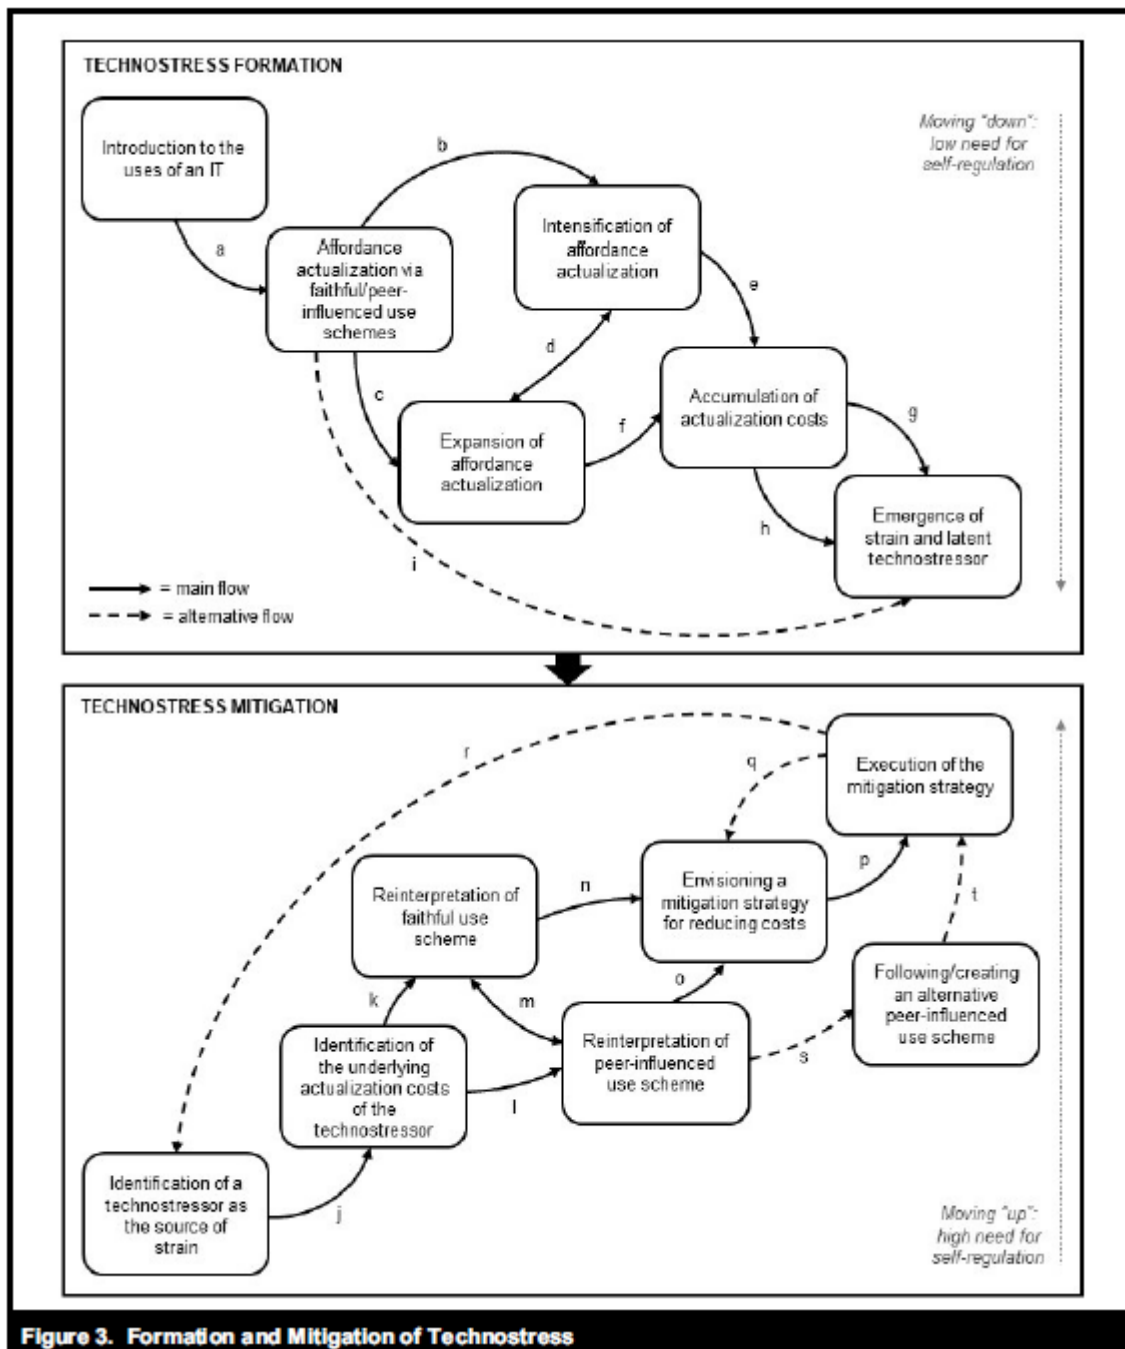 TECHNOSTRESS FORMATION
Introduction to the
uses of an IT
Moving "down":
low need for
self-regulation
a
b
Affordance
actualization via
faithful/peer-
influenced use
schemes
Intensification of
affordance
actualization
c
d
e
Expansion of
affordance
actualization
f
Accumulation of
actualization costs
g
h
Emergence of
strain and latent
technostressor
i
= main flow
= alternative flow
TECHNOSTRESS MITIGATION
r
q
Execution of the
mitigation strategy
Reinterpretation of
faithful use
scheme
n
Envisioning a
mitigation strategy
for reducing costs
p
t
k
m
o
Following/creating
an alternative
peer-influenced
use scheme
Identification of
the underlying
actualization costs
of the
technostressor
l
Reinterpretation of
peer-influenced
use scheme
s
Identification of a
technostressor as
the source of
strain
j
Moving "up":
high need for
self-regulation
Figure 3. Formation and Mitigation of Technostress